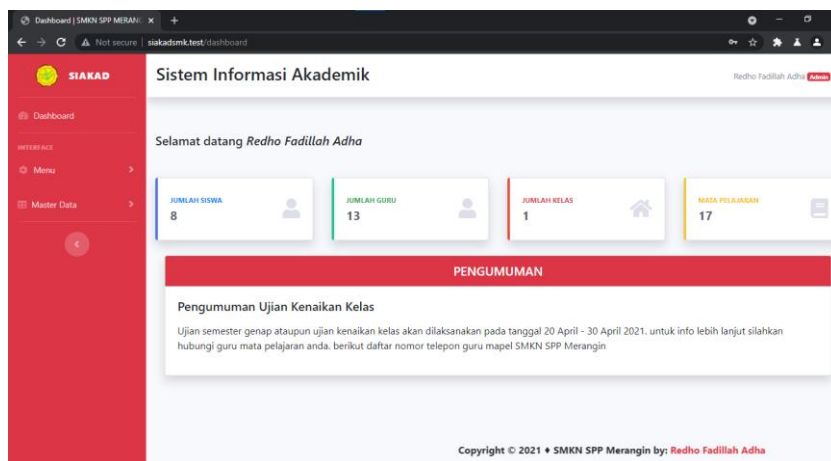 Dashboard | SMKN SPP MERANG
Not secure | siakadsmk.test/dashboard
SIAKAD
Sistem Informasi Akademik
Redho Fadillah Adha Admin
Dashboard
INTERFACE
Menu
Master Data
Selamat datang Redho Fadillah Adha
JUMLAH SISWA
8
JUMLAH GURU
13
JUMLAH KELAS
1
MATA PELAJARAN
17
PENGUMUMAN
Pengumuman Ujian Kenaikan Kelas
Ujian semester genap ataupun ujian kenaikan kelas akan dilaksanakan pada tanggal 20 April - 30 April 2021. untuk info lebih lanjut silahkan
hubungi guru mata pelajaran anda. berikut daftar nomor telepon guru mapel SMKN SPP Merangin
Copyright © 2021 ♦ SMKN SPP Merangin by: Redho Fadillah Adha